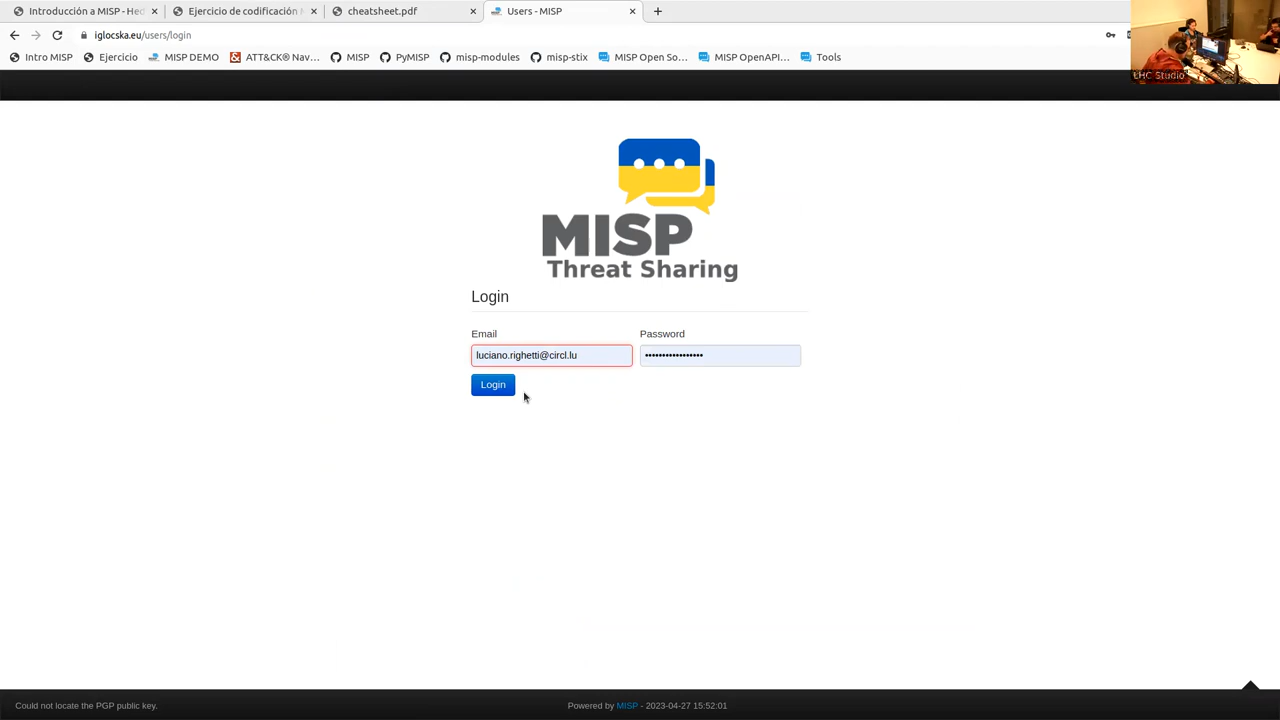 Introducción a MISP - Hed
Ejercicio de codificación M
cheatsheet.pdf
Users - MISP
iglocska.eu/users/login
Intro MISP
Ejercicio
MISP DEMO
ATT&CK® Nav...
MISP
PyMISP
misp-modules
misp-stix
MISP Open So...
MISP OpenAPI...
Tools
LHC Studio
MISP
Threat Sharing
Login
Email
Password
luciano.righetti@circl.lu
••••••••••••••••
Login
Could not locate the PGP public key.
Powered by MISP - 2023-04-27 15:52:01